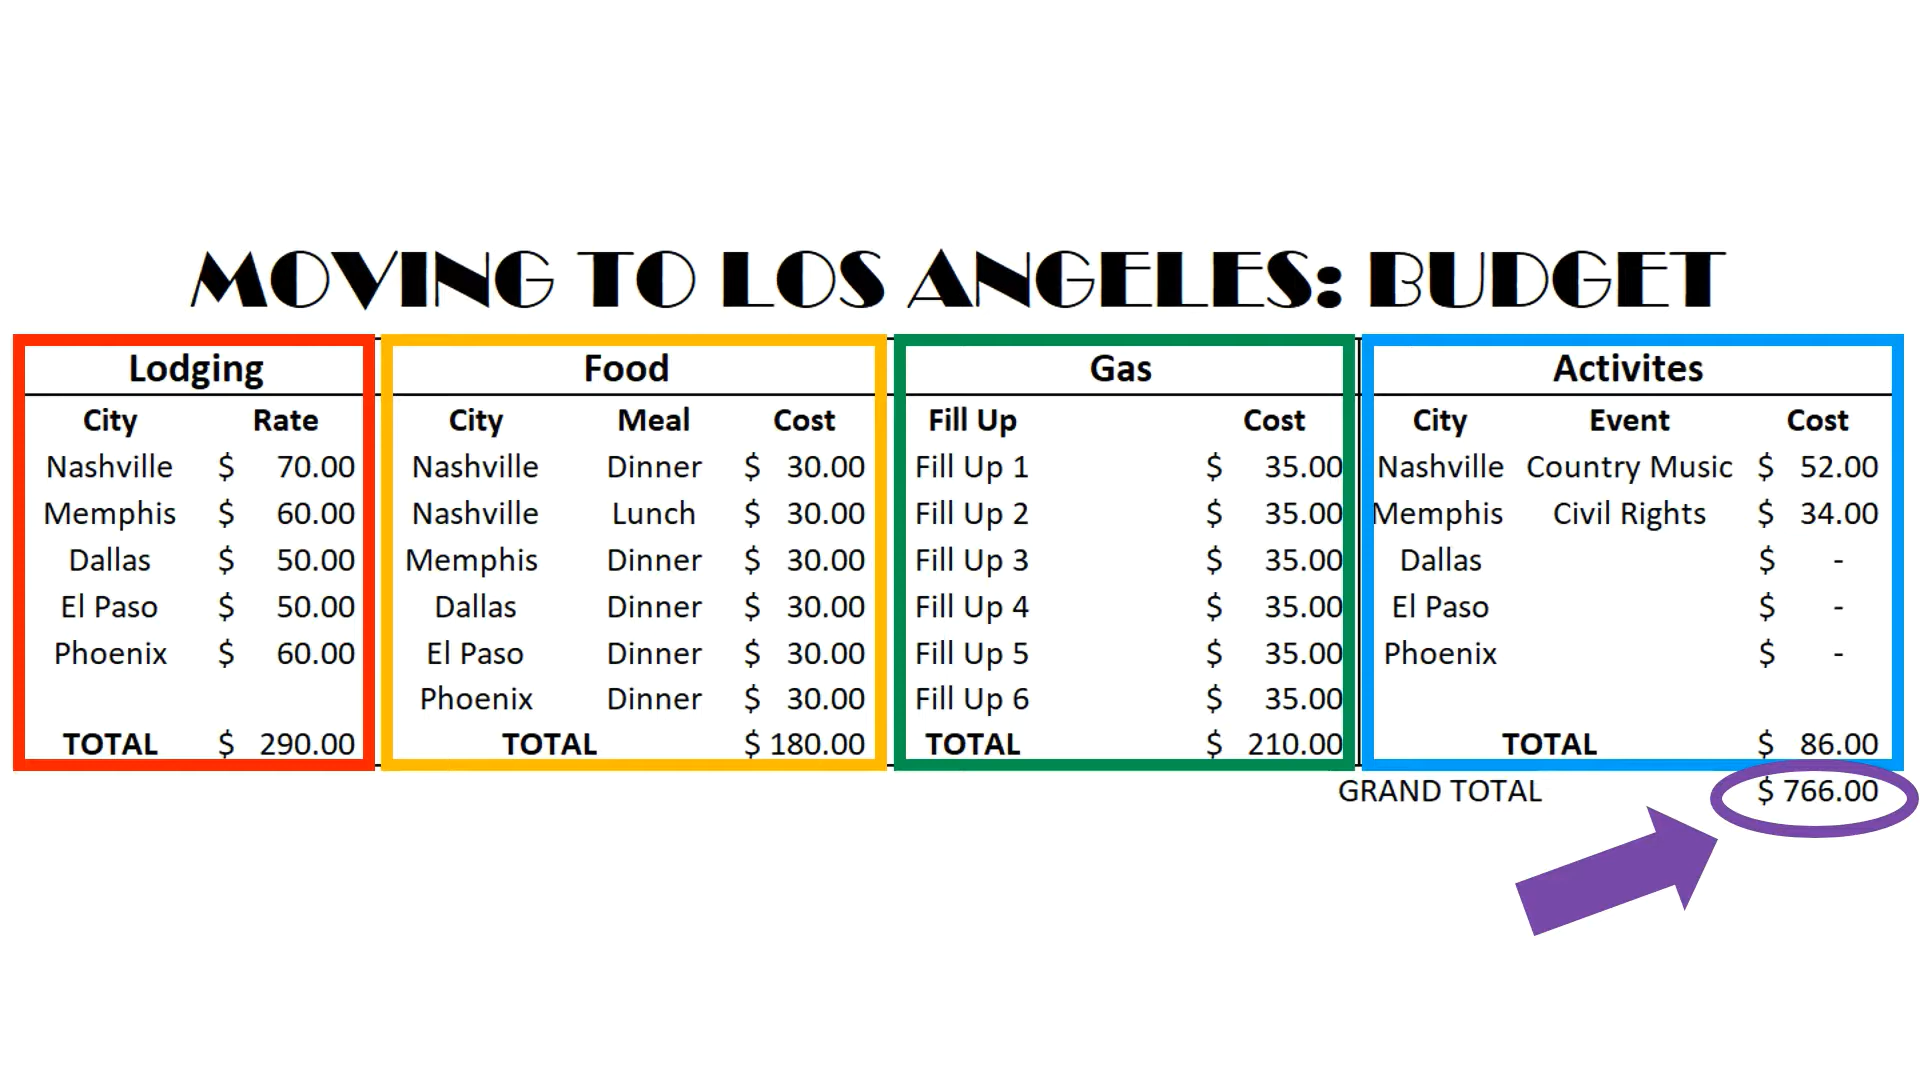 MOVING TO LOS ANGELES: BUDGET
Lodging Food Gas Activites
City Rate City Meal Cost Fill Up Cost City Event Cost
Nashville $ 70.00 Nashville Dinner $ 30.00 Fill Up 1 $ 35.00 Nashville Country Music $ 52.00
Memphis $ 60.00 Nashville Lunch $ 30.00 Fill Up 2 $ 35.00 Memphis Civil Rights $ 34.00
Dallas $ 50.00 Memphis Dinner $ 30.00 Fill Up 3 $ 35.00 Dallas $ -
El Paso $ 50.00 Dallas Dinner $ 30.00 Fill Up 4 $ 35.00 El Paso $ -
Phoenix $ 60.00 El Paso Dinner $ 30.00 Fill Up 5 $ 35.00 Phoenix $ -
Phoenix Dinner $ 30.00 Fill Up 6 $ 35.00
TOTAL $ 290.00 TOTAL $ 180.00 TOTAL $ 210.00 TOTAL $ 86.00
GRAND TOTAL $ 766.00